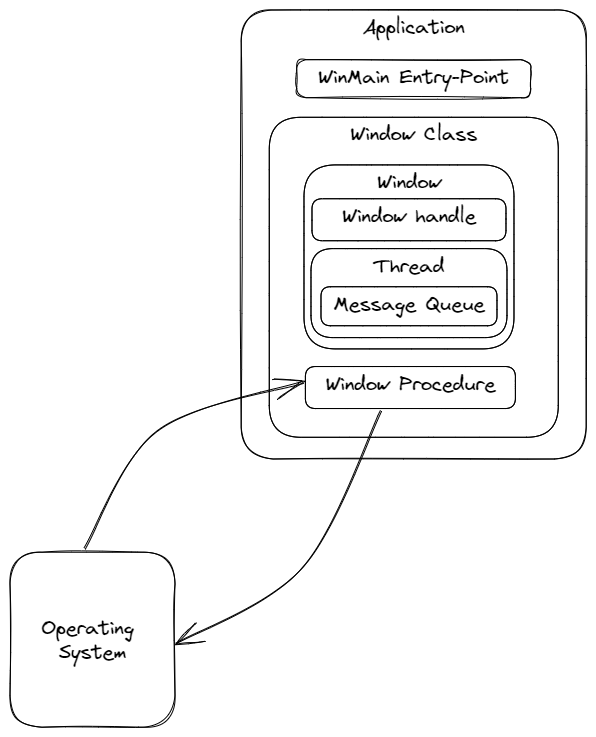 Application
WinMain Entry-Point
Window Class
Window
Window handle
Thread
Message Queue
Window Procedure
Operating
System